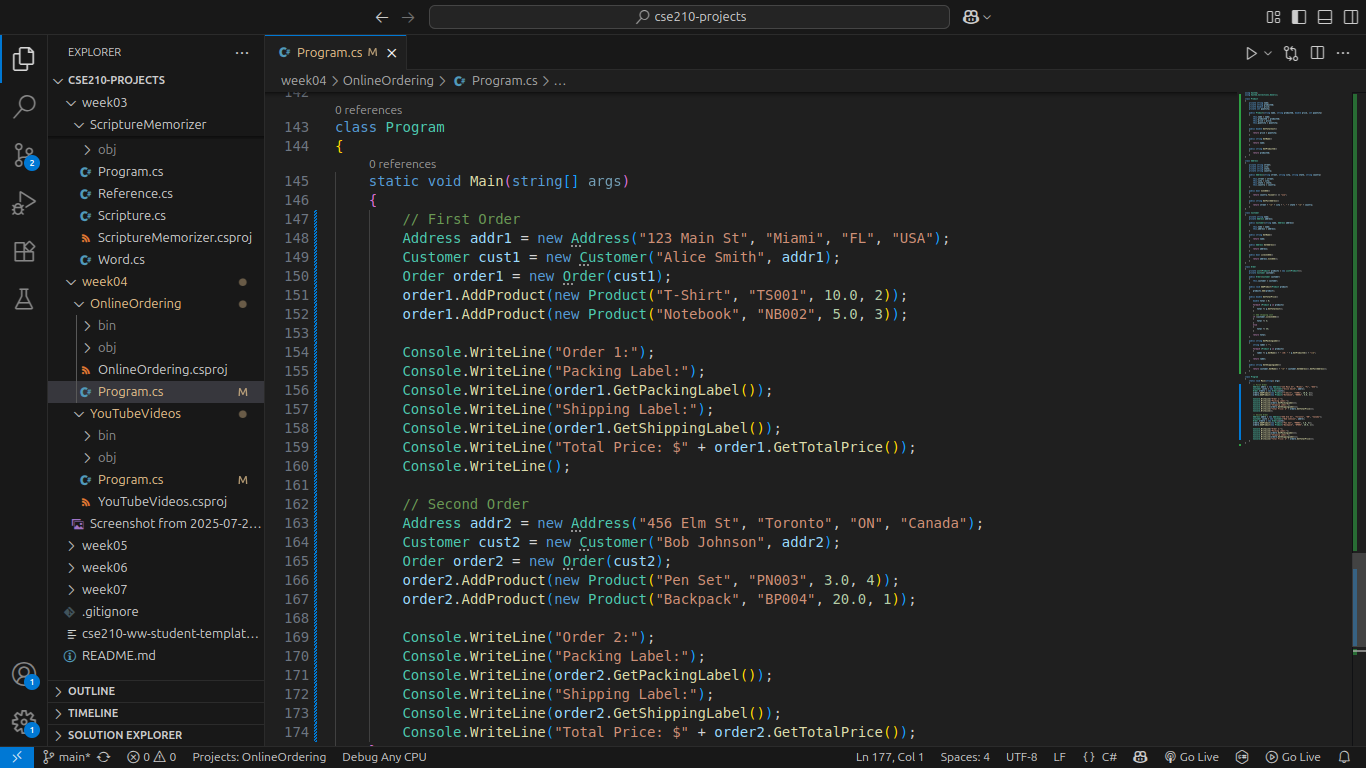 cse210-projects
EXPLORER
CSE210-PROJECTS
week03
ScriptureMemorizer
obj
Program.cs
Reference.cs
Scripture.cs
ScriptureMemorizer.csproj
Word.cs
week04
OnlineOrdering
bin
obj
OnlineOrdering.csproj
Program.cs M
YouTubeVideos
bin
obj
Program.cs M
YouTubeVideos.csproj
Screenshot from 2025-07-2...
week05
week06
week07
.gitignore
cse210-ww-student-templat...
README.md
OUTLINE
TIMELINE
SOLUTION EXPLORER
2
1
1
Program.cs M
week04 > OnlineOrdering > Program.cs > ...
142
0 references
143 class Program
144 {
0 references
145 static void Main(string[] args)
146 {
147 // First Order
148 Address addr1 = new Address("123 Main St", "Miami", "FL", "USA");
149 Customer cust1 = new Customer("Alice Smith", addr1);
150 Order order1 = new Order(cust1);
151 order1.AddProduct(new Product("T-Shirt", "TS001", 10.0, 2));
152 order1.AddProduct(new Product("Notebook", "NB002", 5.0, 3));
153
154 Console.WriteLine("Order 1:");
155 Console.WriteLine("Packing Label:");
156 Console.WriteLine(order1.GetPackingLabel());
157 Console.WriteLine("Shipping Label:");
158 Console.WriteLine(order1.GetShippingLabel());
159 Console.WriteLine("Total Price: $" + order1.GetTotalPrice());
160 Console.WriteLine();
161
162 // Second Order
163 Address addr2 = new Address("456 Elm St", "Toronto", "ON", "Canada");
164 Customer cust2 = new Customer("Bob Johnson", addr2);
165 Order order2 = new Order(cust2);
166 order2.AddProduct(new Product("Pen Set", "PN003", 3.0, 4));
167 order2.AddProduct(new Product("Backpack", "BP004", 20.0, 1));
168
169 Console.WriteLine("Order 2:");
170 Console.WriteLine("Packing Label:");
171 Console.WriteLine(order2.GetPackingLabel());
172 Console.WriteLine("Shipping Label:");
173 Console.WriteLine(order2.GetShippingLabel());
174 Console.WriteLine("Total Price: $" + order2.GetTotalPrice());
main* 0 0 Projects: OnlineOrdering Debug Any CPU Ln 177, Col 1 Spaces: 4 UTF-8 LF {} C# Go Live Go Live